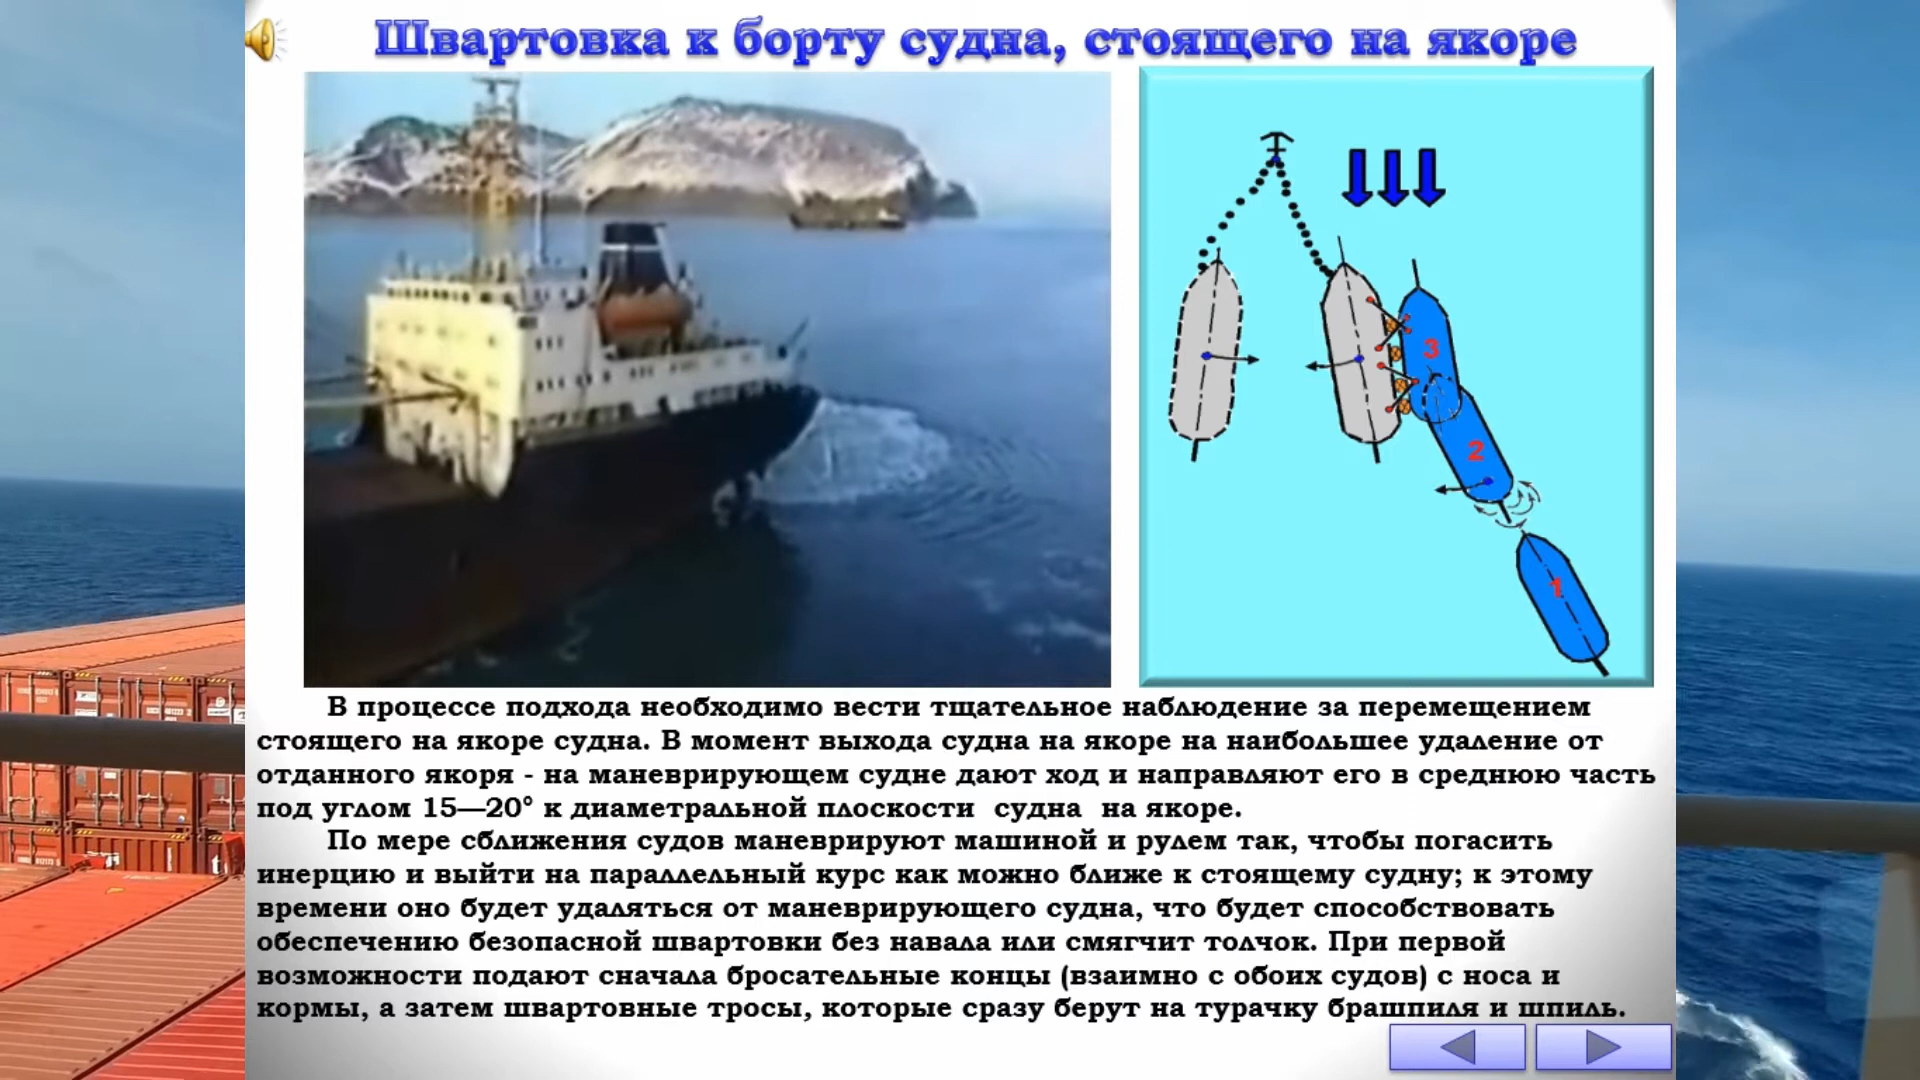 Швартовка к борту судна, стоящего на якоре
3
2
1
В процессе подхода необходимо вести тщательное наблюдение за перемещением
стоящего на якоре судна. В момент выхода судна на якоре на наибольшее удаление от
отданного якоря - на маневрирующем судне дают ход и направляют его в среднюю часть
под углом 15—20° к диаметральной плоскости судна на якоре.
По мере сближения судов маневрируют машиной и рулем так, чтобы погасить
инерцию и выйти на параллельный курс как можно ближе к стоящему судну; к этому
времени оно будет удаляться от маневрирующего судна, что будет способствовать
обеспечению безопасной швартовки без навала или смягчит толчок. При первой
возможности подают сначала бросательные концы (взаимно с обоих судов) с носа и
кормы, а затем швартовные тросы, которые сразу берут на турачку брашпиля и шпиль.